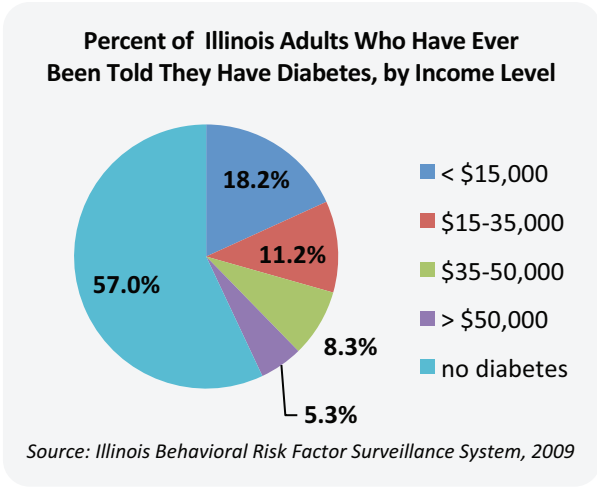 Percent of Illinois Adults Who Have Ever
Been Told They Have Diabetes, by Income Level
18.2%
11.2%
8.3%
5.3%
57.0%
< $15,000
$15-35,000
$35-50,000
> $50,000
no diabetes
Source: Illinois Behavioral Risk Factor Surveillance System, 2009